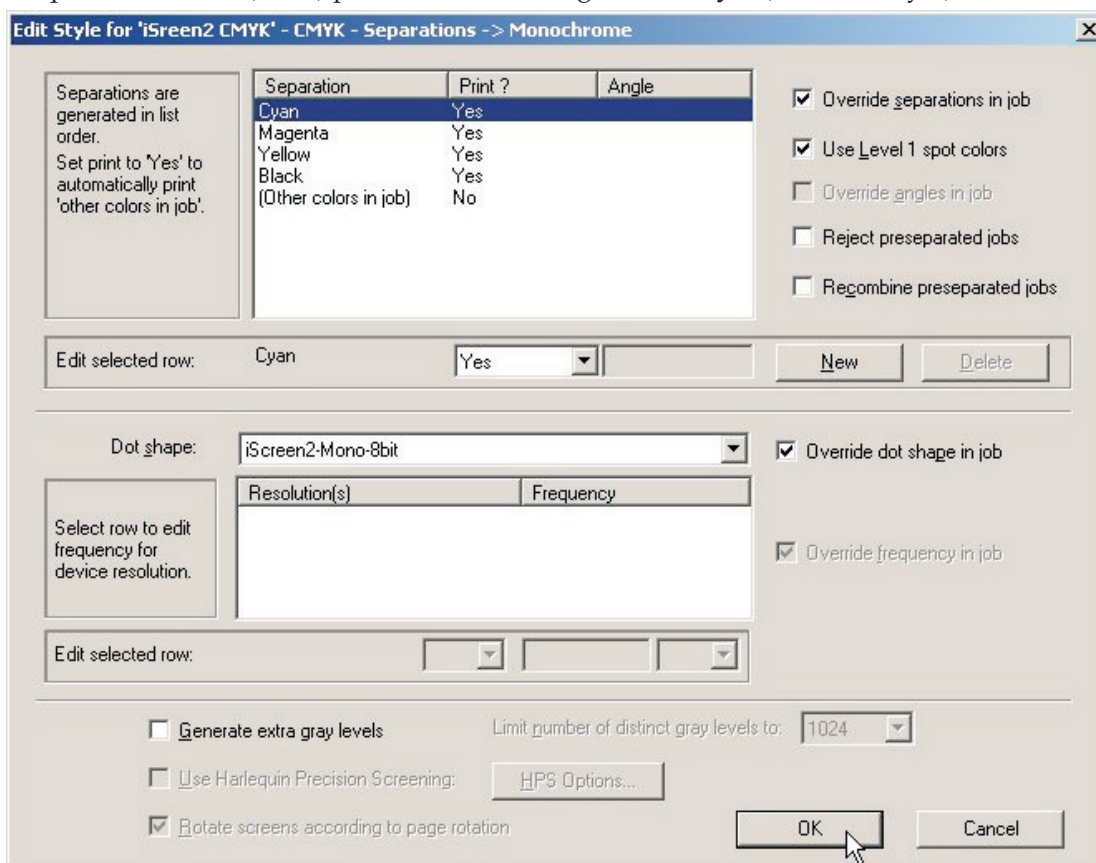 Edit Style for 'iSreen2 CMYK' - CMYK - Separations -> Monochrome
Separations are
generated in list
order.
Set print to 'Yes' to
automatically print
'other colors in job'.
Separation Print ? Angle
Cyan Yes
Magenta Yes
Yellow Yes
Black Yes
(Other colors in job) No
Override separations in job
Use Level 1 spot colors
Override angles in job
Reject preseparated jobs
Recombine preseparated jobs
Edit selected row: Cyan Yes New Delete
Dot shape: iScreen2-Mono-8bit Override dot shape in job
Select row to edit
frequency for
device resolution.
Resolution(s) Frequency
Override frequency in job
Edit selected row:
Generate extra gray levels Limit number of distinct gray levels to: 1024
Use Harlequin Precision Screening: HPS Options...
Rotate screens according to page rotation
OK Cancel